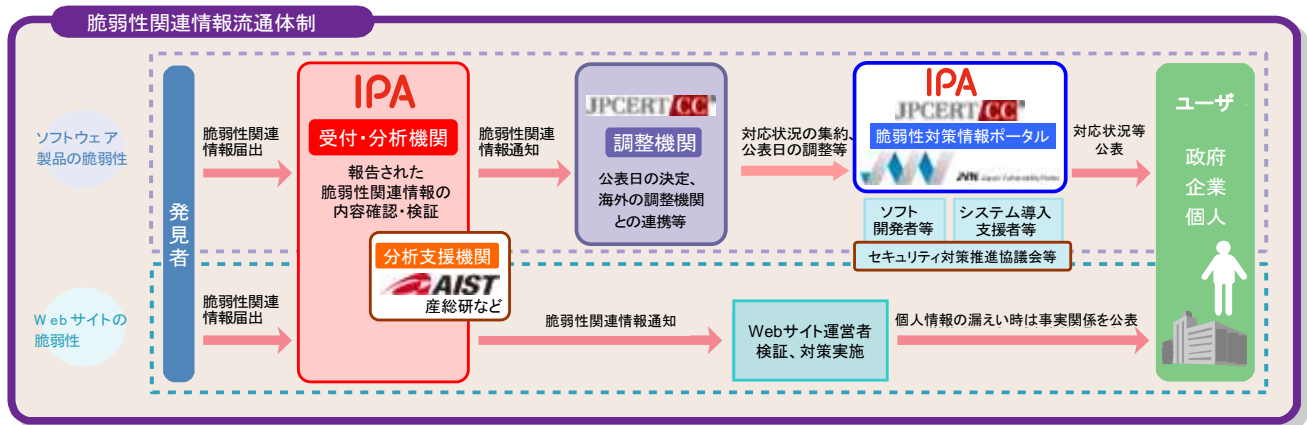 脆弱性関連情報流通体制
ソフトウェア
製品の脆弱性
Webサイトの
脆弱性
発見者
脆弱性関連
情報届出
脆弱性関連
情報届出
IPA
受付・分析機関
報告された
脆弱性関連情報の
内容確認・検証
分析支援機関
AIST
産総研など
脆弱性関連
情報通知
JPCERT/CC®
調整機関
公表日の決定、
海外の調整機関
との連携等
対応状況の集約、
公表日の調整等
IPA
JPCERT/CC®
脆弱性対策情報ポータル
JVN Japan Vulnerability Notes
ソフト
開発者等
システム導入
支援者等
セキュリティ対策推進協議会等
対応状況等
公表
脆弱性関連情報通知
Webサイト運営者
検証、対策実施
個人情報の漏えい時は事実関係を公表
ユーザ
政府
企業
個人